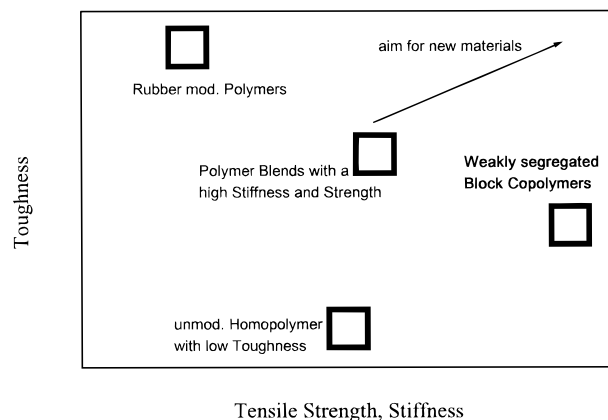 aim for new materials
Rubber mod. Polymers
Polymer Blends with a
high Stiffness and Strength
Weakly segregated
Block Copolymers
unmod. Homopolymer
with low Toughness
Toughness
Tensile Strength, Stiffness